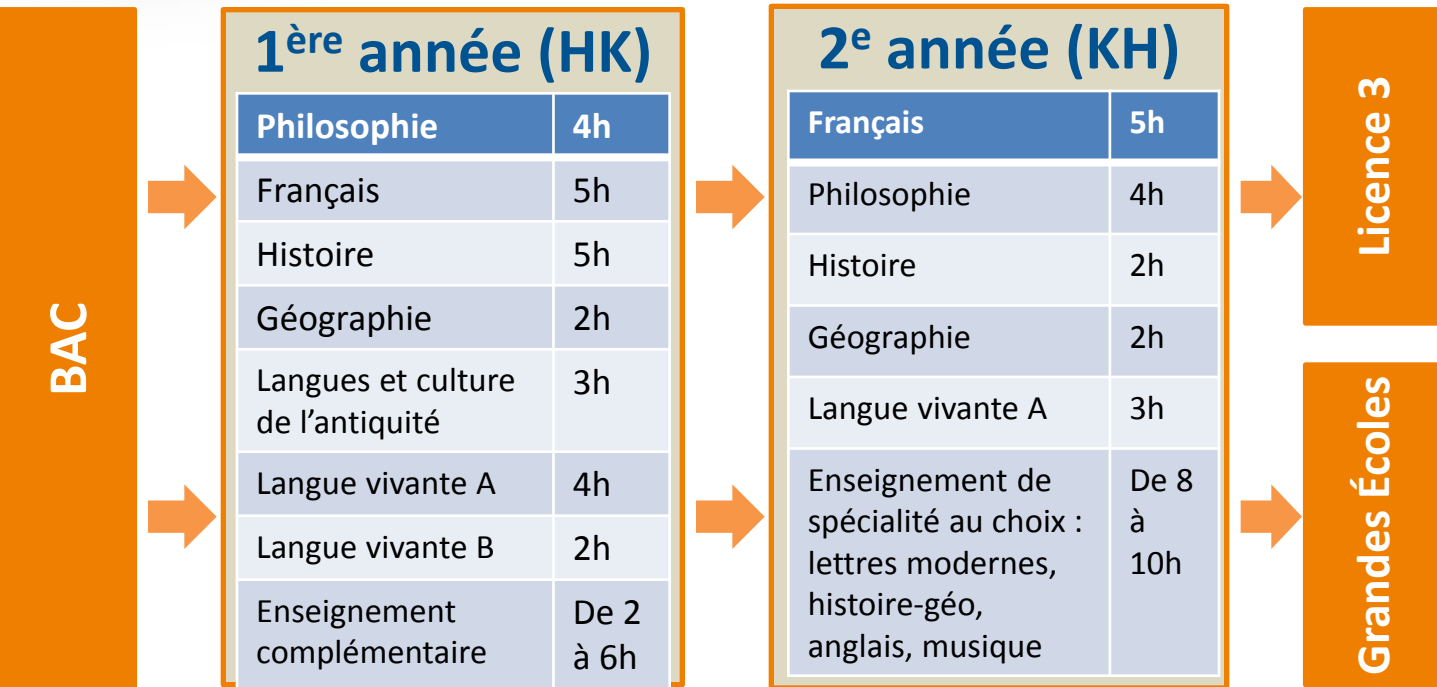 BAC
1ère année (HK)
Philosophie 4h
Français 5h
Histoire 5h
Géographie 2h
Langues et culture 3h
de l’antiquité
Langue vivante A 4h
Langue vivante B 2h
Enseignement De 2
complémentaire à 6h
2e année (KH)
Français 5h
Philosophie 4h
Histoire 2h
Géographie 2h
Langue vivante A 3h
Enseignement de De 8
spécialité au choix : à
lettres modernes, 10h
histoire-géo,
anglais, musique
Licence 3
Grandes Écoles